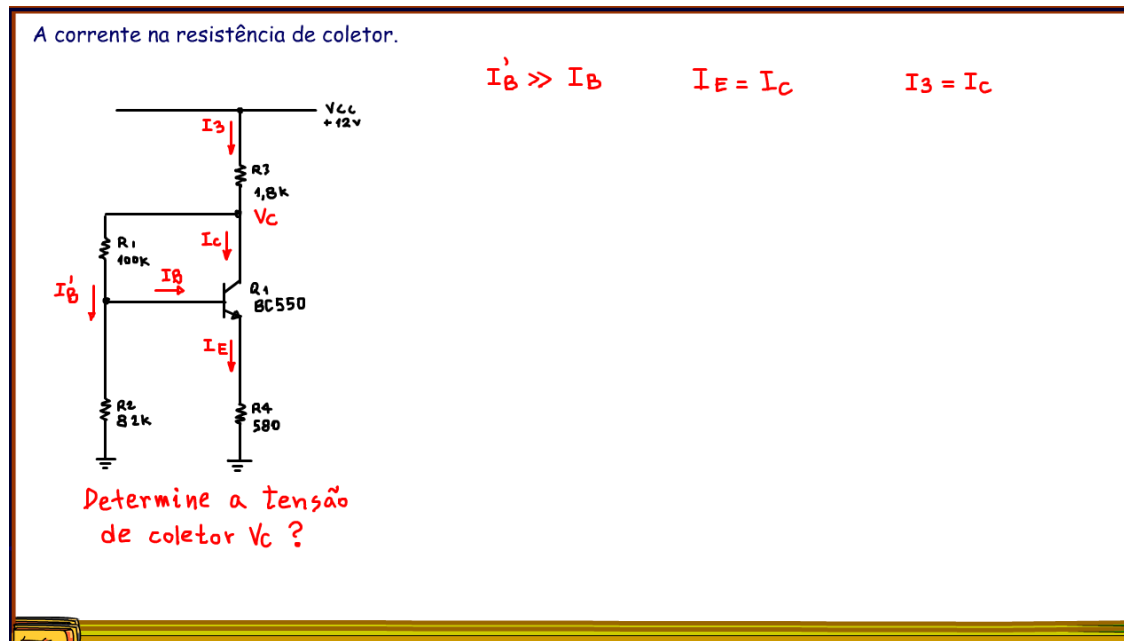 A corrente na resistência de coletor.
I'B >> IB IE = IC I3 = IC
VCC
+12V
I3
R3
1,8K
VC
R1
100K
IC
IB
I'B
Q1
BC550
IE
R2
82K
R4
580
Determine a tensão
de coletor VC ?